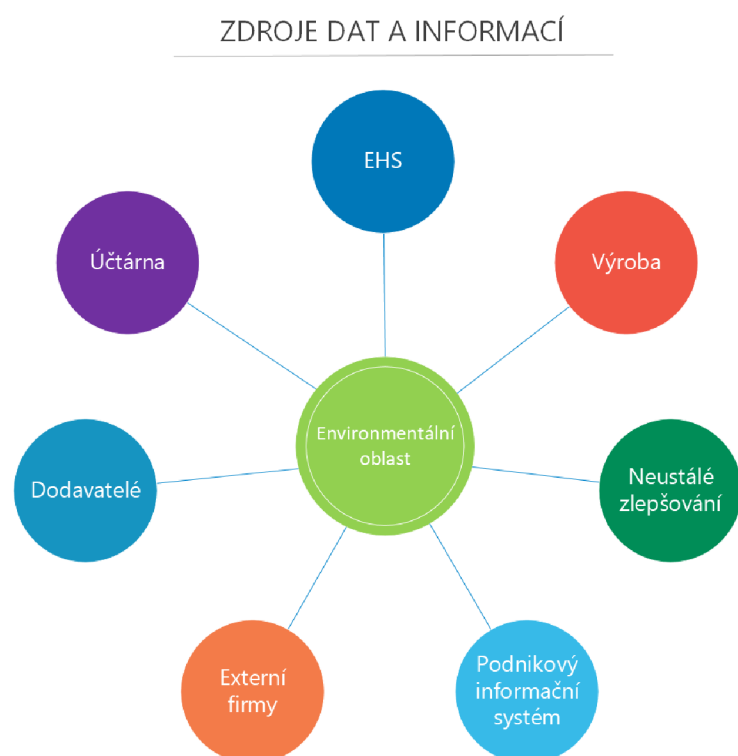 ZDROJE DAT A INFORMACÍ
EHS
Účtárna
Výroba
Environmentální
oblast
Dodavatelé
Neustálé
zlepšování
Externí
firmy
Podnikový
informační
systém